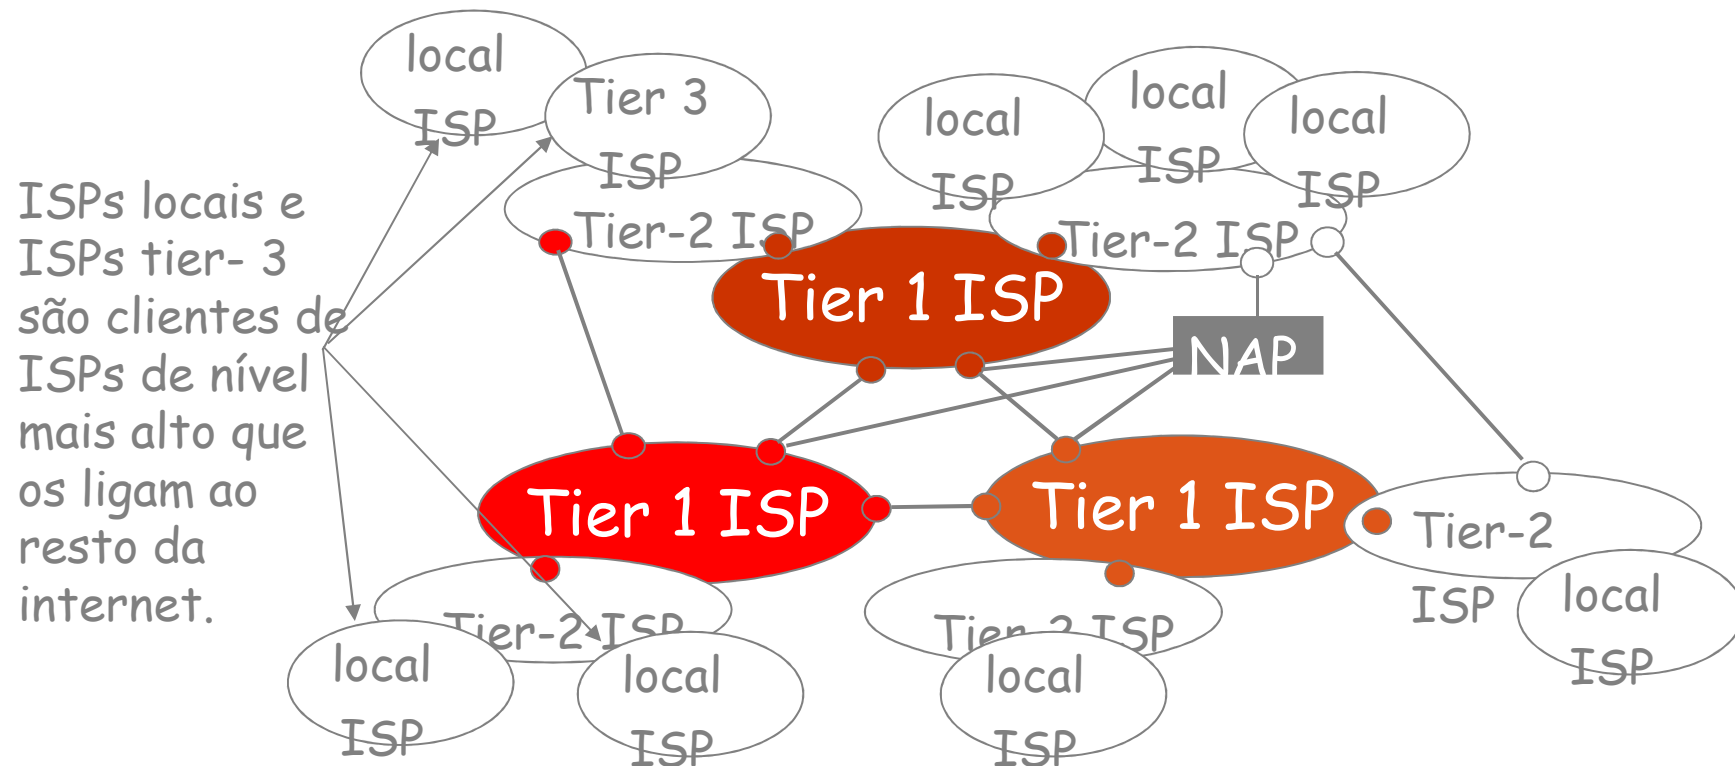 local
ISP
Tier 3
ISP
local
ISP
local
ISP
local
ISP
ISPs locais e
ISPs tier- 3
são clientes de
ISPs de nível
mais alto que
os ligam ao
resto da
internet.
Tier-2 ISP
Tier-2 ISP
Tier 1 ISP
NAP
Tier 1 ISP
Tier 1 ISP
Tier-2
ISP
local
ISP
Tier-2 ISP
Tier-2 ISP
local
ISP
local
ISP
local
ISP